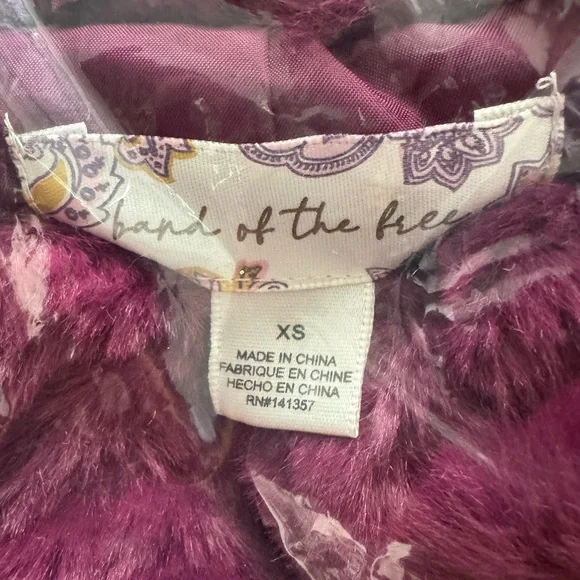 band of the free
XS
MADE IN CHINA
FABRIQUE EN CHINE
HECHO EN CHINA
RN#141357